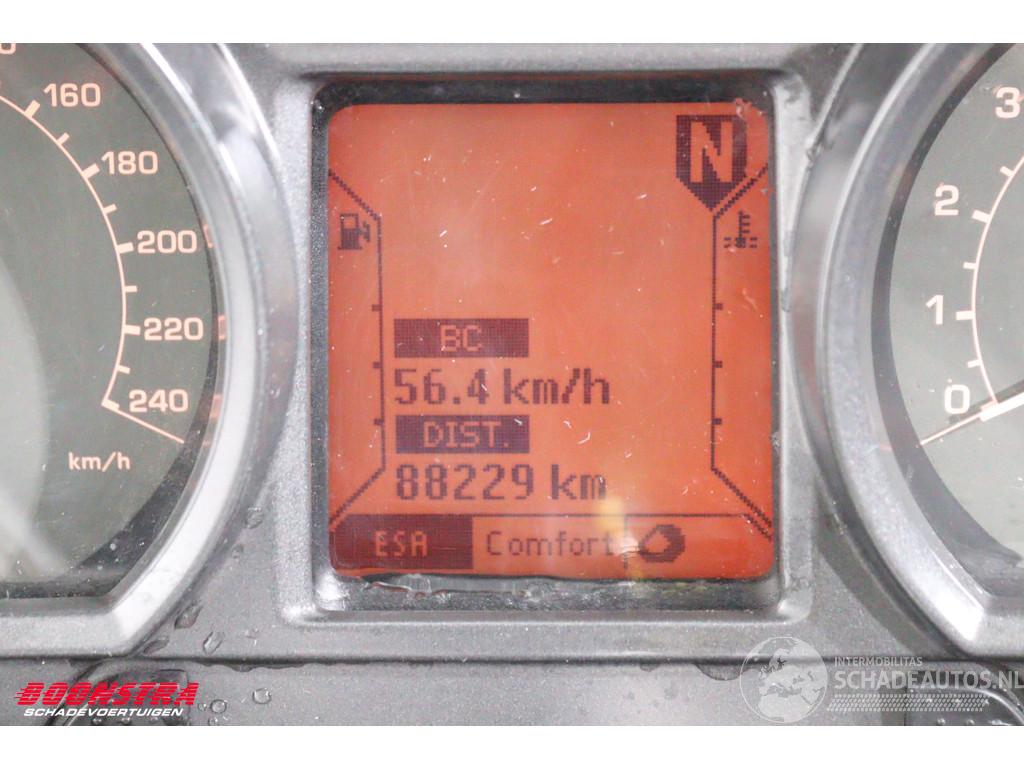 160
180
200
220
240
km/h
N
BC
56.4 km/h
DIST.
88229 km
ESA Comfort
3
2
1
0
BOONSTRA
SCHADEVOERTUIGEN
INTERMOBILITAS
SCHADEAUTOS.NL